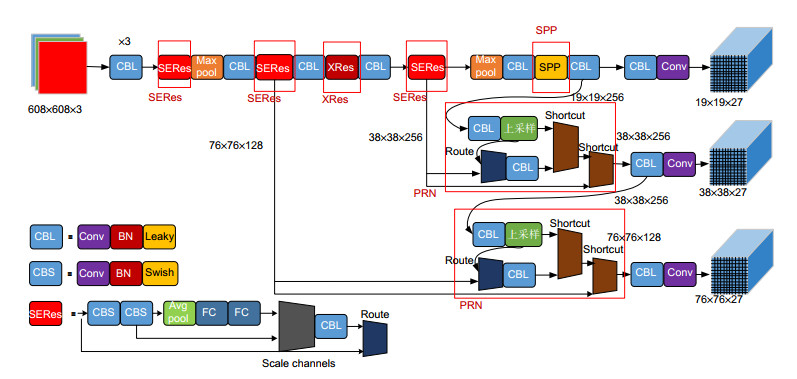 SPP
×3
CBL
SERes
Max
pool
CBL
SERes
CBL
XRes
CBL
SERes
Max
pool
CBL
SPP
CBL
CBL
Conv
SERes
SERes
XRes
SERes
608×608×3
19×19×256
19×19×27
76×76×128
38×38×256
CBL
上采样
Shortcut
Route
CBL
Shortcut
38×38×256
CBL
Conv
PRN
38×38×256
38×38×27
CBL
上采样
Shortcut
76×76×128
Route
CBL
Shortcut
CBL
Conv
PRN
76×76×27
CBL = Conv BN Leaky
CBS = Conv BN Swish
SERes = CBS CBS Avg pool FC FC
CBL
Route
Scale channels